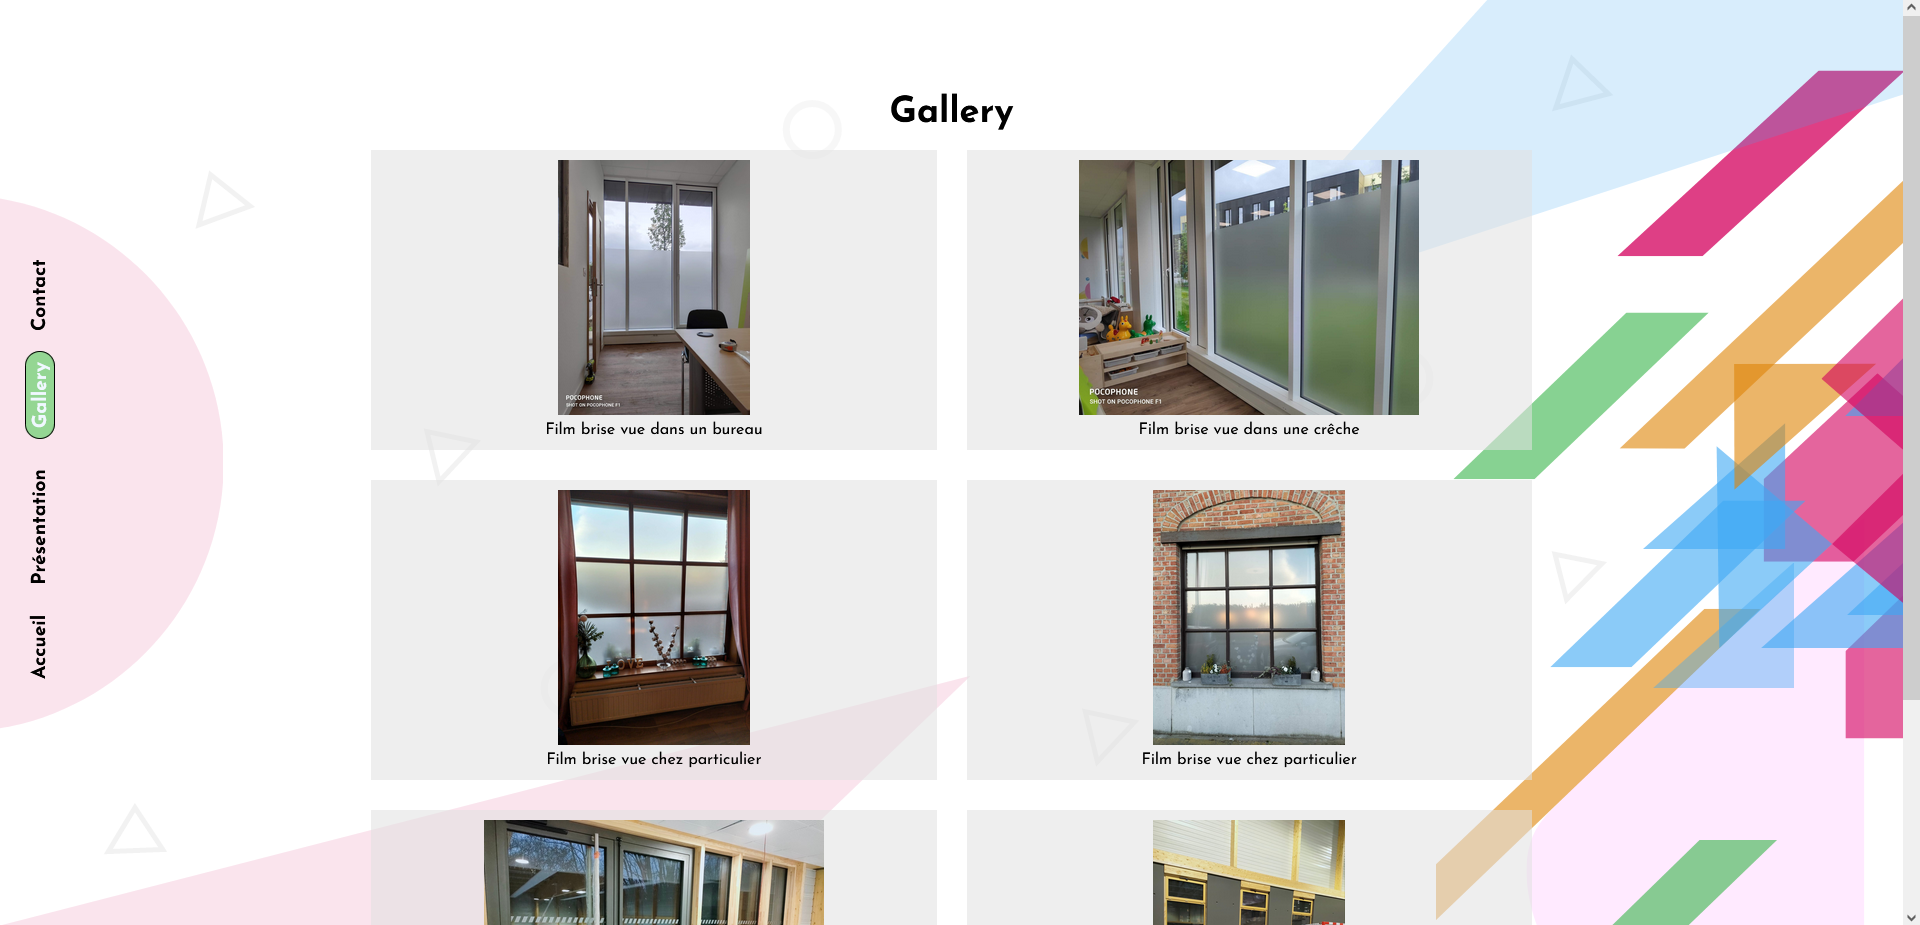 Gallery
Contact
Gallery
Présentation
Accueil
POCOPHONE
SHOT ON POCOPHONE F1
Film brise vue dans un bureau
POCOPHONE
SHOT ON POCOPHONE F1
Film brise vue dans une crêche
Film brise vue chez particulier
Film brise vue chez particulier